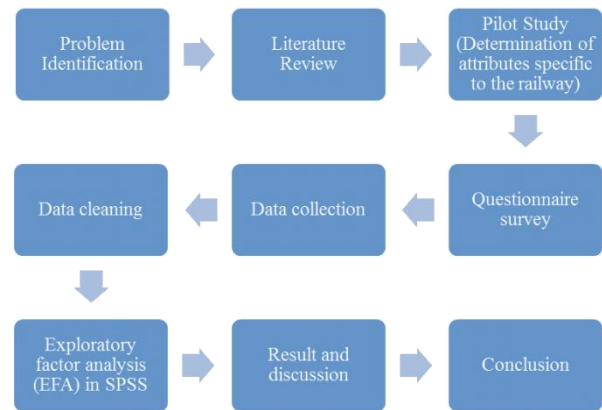 Problem
Identification
Literature
Review
Pilot Study
(Determination of
attributes specific
to the railway)
Questionnaire
survey
Data collection
Data cleaning
Exploratory
factor analysis
(EFA) in SPSS
Result and
discussion
Conclusion